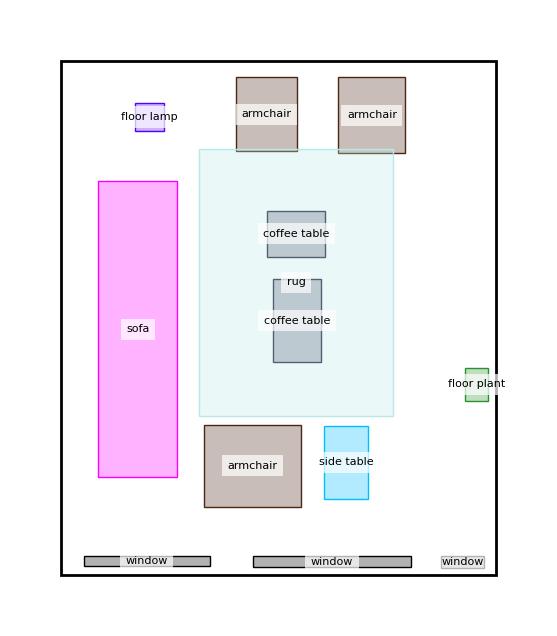 floor lamp
armchair
armchair
coffee table
rug
coffee table
sofa
floor plant
armchair
side table
window
window
window